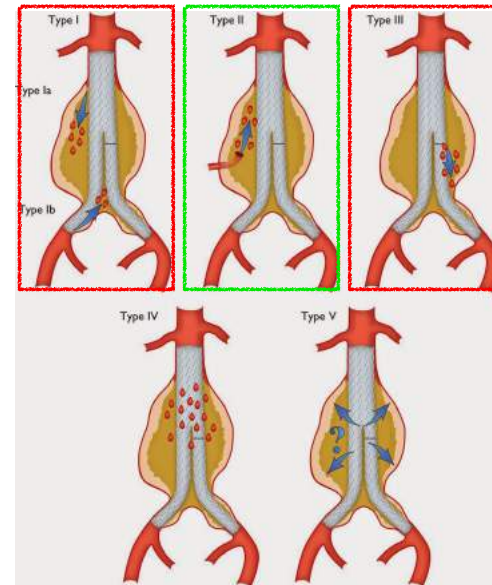 Type I
Type II
Type III
Type Ia
Type Ib
Type IV
Type V
?